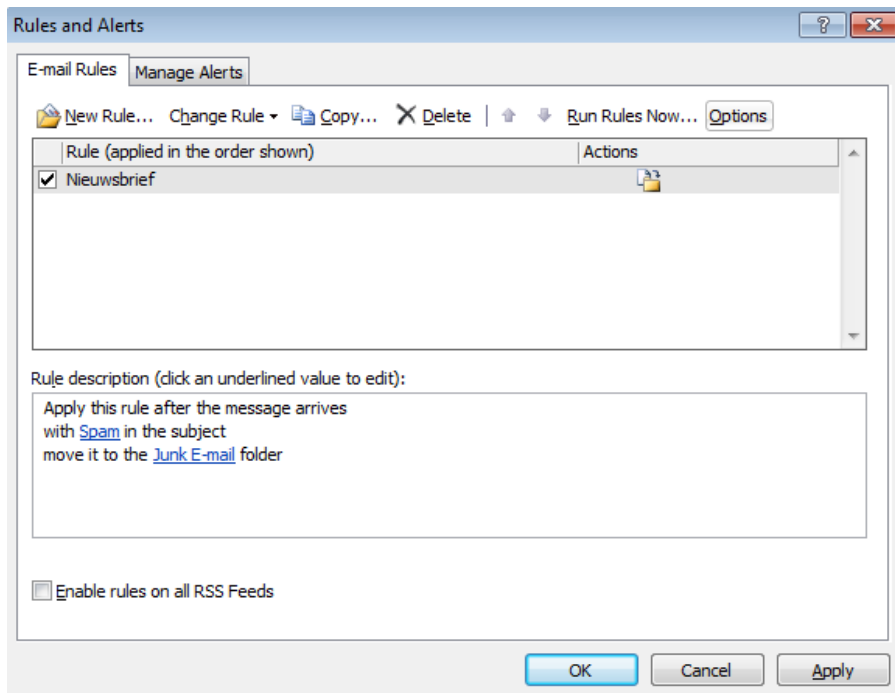 Rules and Alerts
E-mail Rules Manage Alerts
New Rule... Change Rule Copy... Delete Run Rules Now... Options
Rule (applied in the order shown) Actions
Nieuwsbrief
Rule description (click an underlined value to edit):
Apply this rule after the message arrives
with Spam in the subject
move it to the Junk E-mail folder
Enable rules on all RSS Feeds
OK Cancel Apply